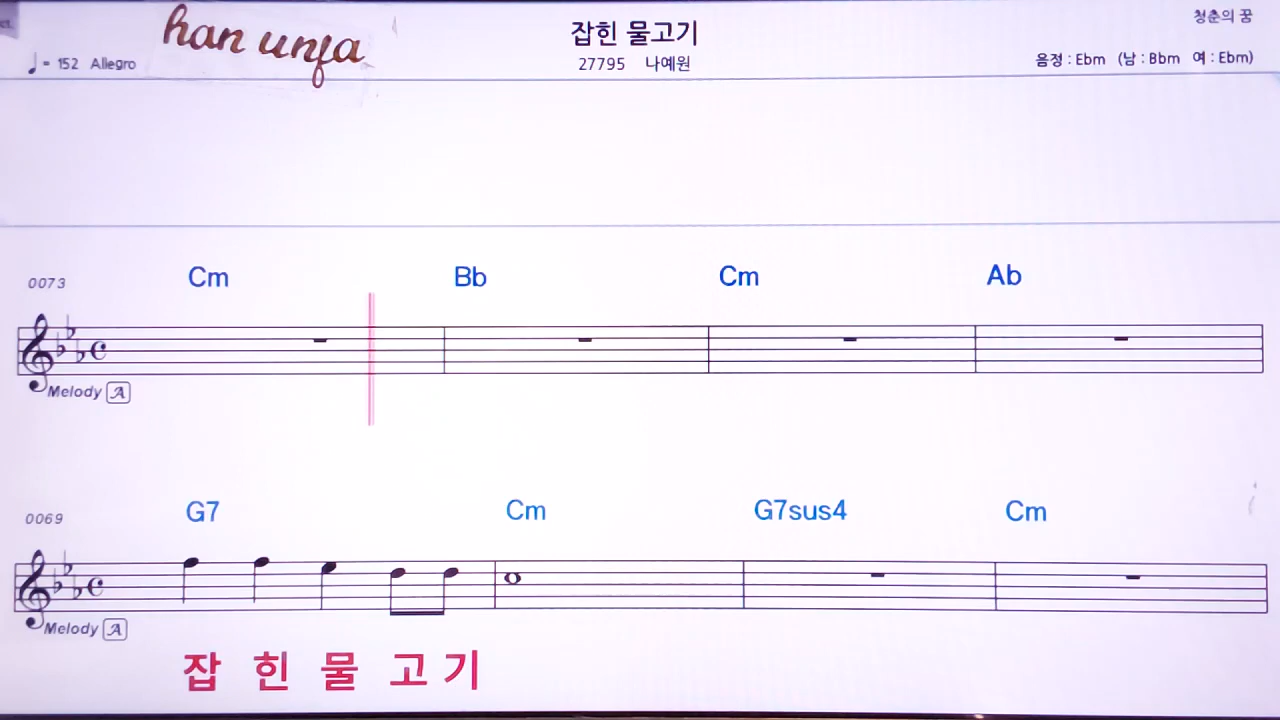 han unja
잡힌 물고기
청춘의 꿈
♩= 152 Allegro
27795 나예원
음정 : Ebm (남 : Bbm 여 : Ebm)
0073
Cm Bb Cm Ab
Melody A
0069
G7 Cm G7sus4 Cm
Melody A
잡 힌 물 고 기